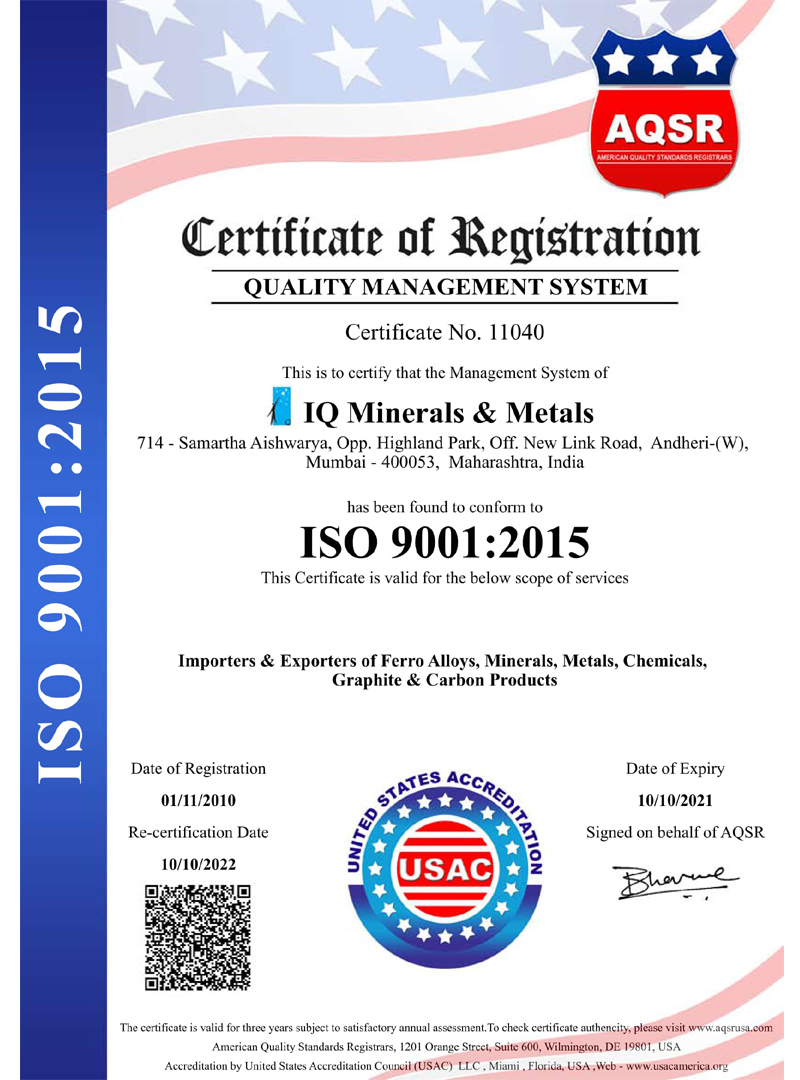 AQSR
AMERICAN QUALITY STANDARDS REGISTRARS
Certificate of Registration
QUALITY MANAGEMENT SYSTEM
Certificate No. 11040
This is to certify that the Management System of
IQ Minerals & Metals
714 - Samartha Aishwarya, Opp. Highland Park, Off. New Link Road, Andheri-(W),
Mumbai - 400053, Maharashtra, India
has been found to conform to
ISO 9001:2015
This Certificate is valid for the below scope of services
Importers & Exporters of Ferro Alloys, Minerals, Metals, Chemicals,
Graphite & Carbon Products
ISO 9001:2015
Date of Registration
01/11/2010
Re-certification Date
10/10/2022
UNITED STATES ACCREDITATION
USAC
Date of Expiry
10/10/2021
Signed on behalf of AQSR
The certificate is valid for three years subject to satisfactory annual assessment.To check certificate authencity, please visit www.aqsrusa.com
American Quality Standards Registrars, 1201 Orange Street, Suite 600, Wilmington, DE 19801, USA
Accreditation by United States Accreditation Council (USAC) LLC , Miami , Florida, USA ,Web - www.usacamerica.org